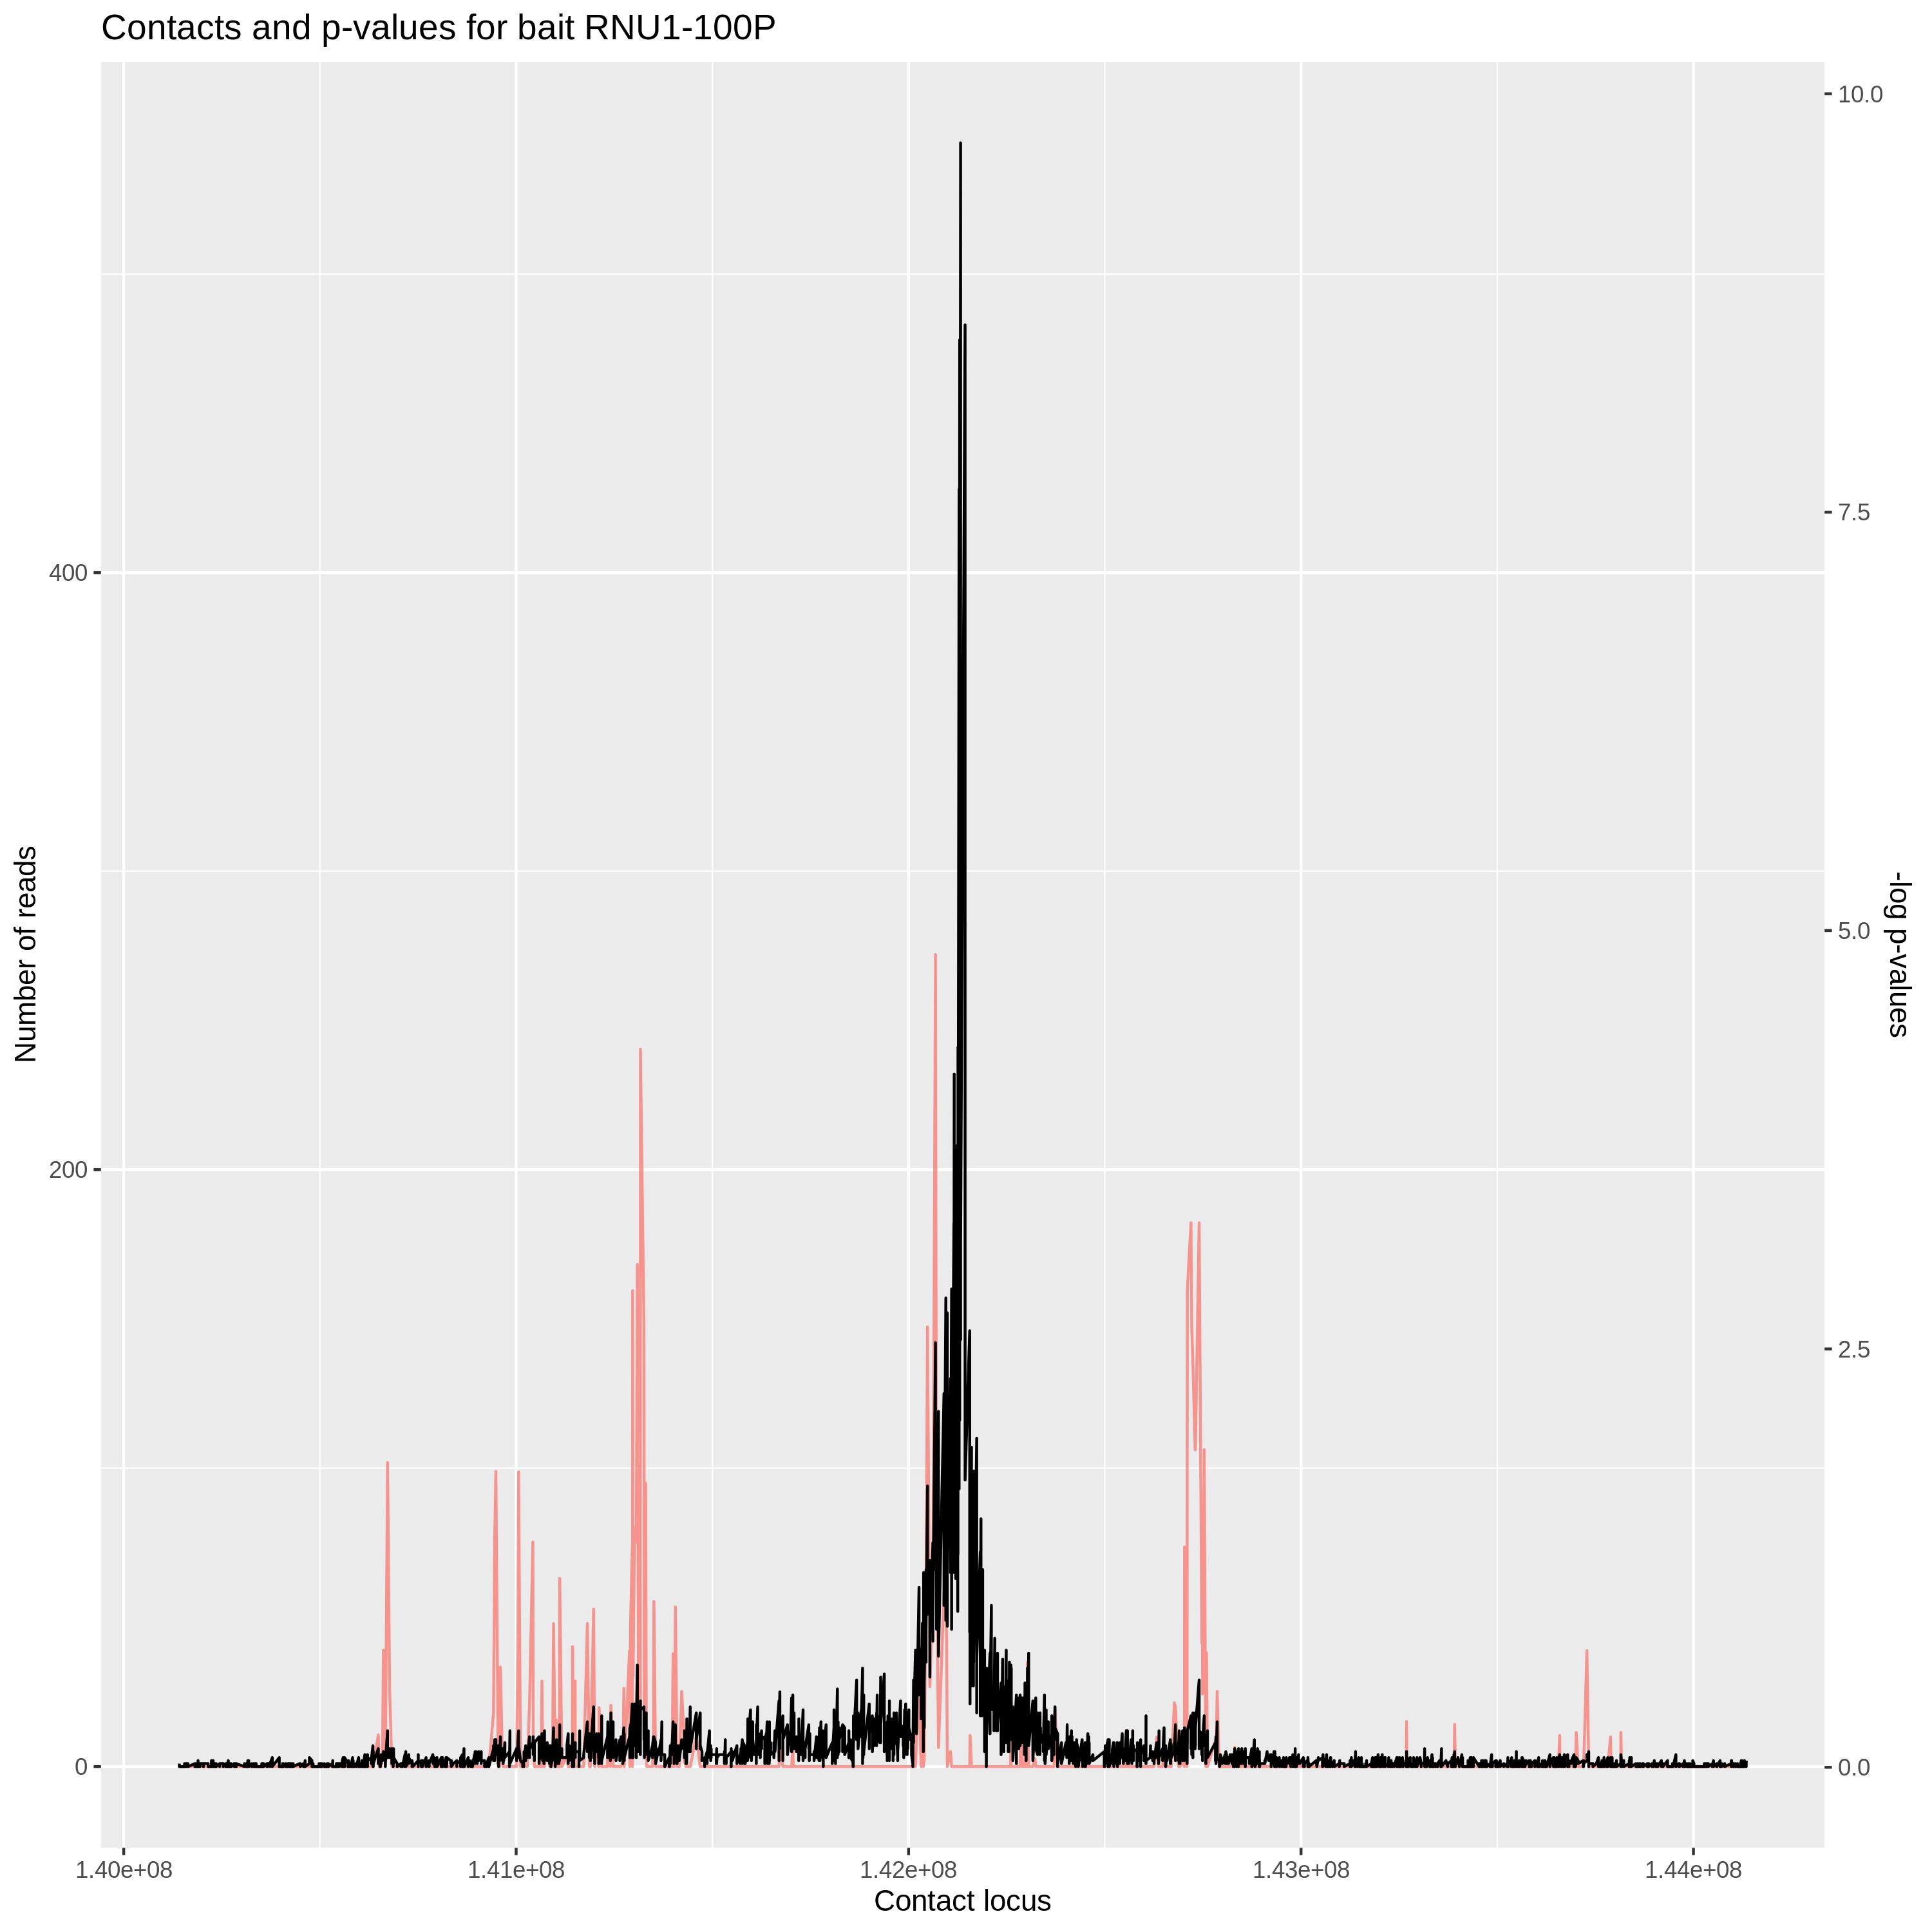 Contacts and p-values for bait RNU1-100P
10.0
7.5
400
Number of reads
5.0
-log p-values
200
2.5
0
0.0
1.40e+08 1.41e+08 1.42e+08 1.43e+08 1.44e+08
Contact locus